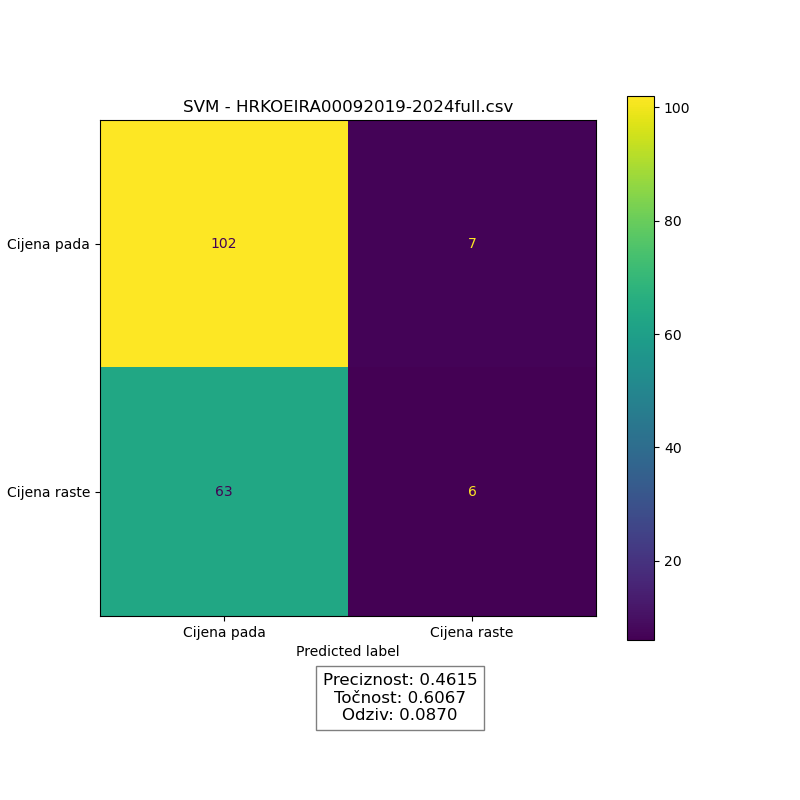 SVM - HRKOEIRA00092019-2024full.csv
100
Cijena pada
102
7
80
60
40
Cijena raste
63
6
20
Cijena pada
Cijena raste
Predicted label
Preciznost: 0.4615
Točnost: 0.6067
Odziv: 0.0870